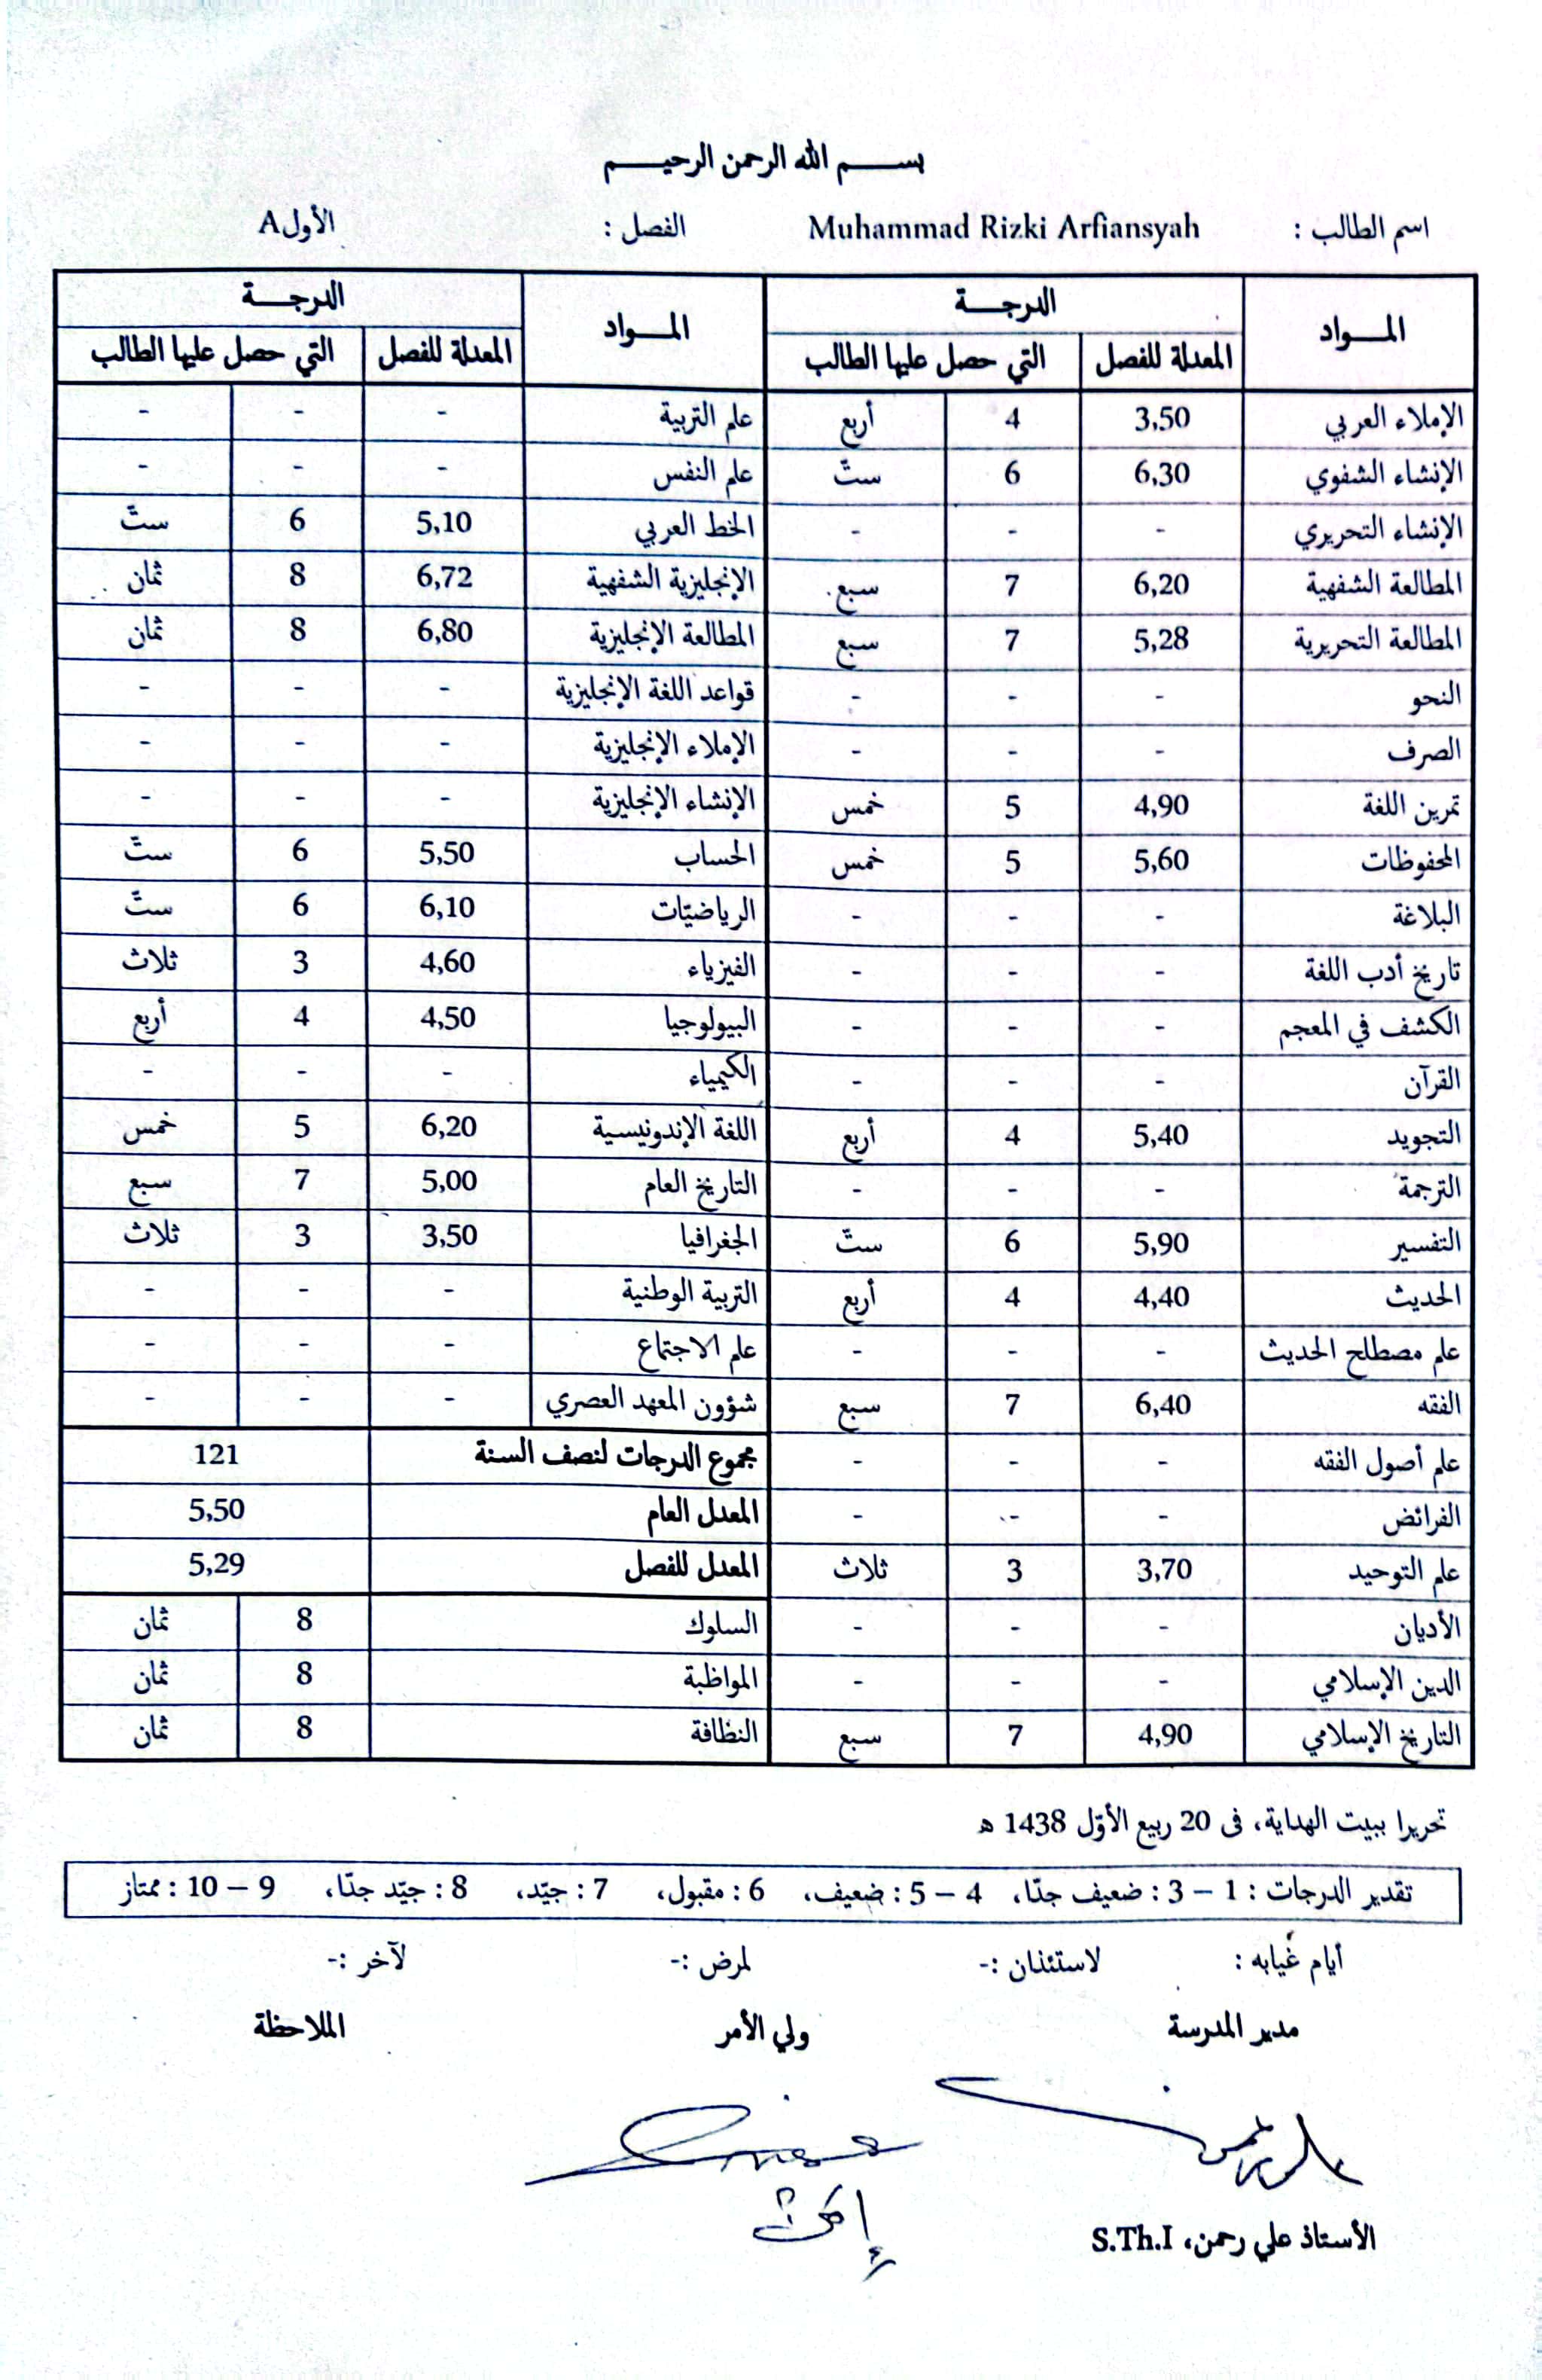 بسم الله الرحمن الرحيم
اسم الطالب : Muhammad Rizki Arfiansyah الفصل : الأول A
المواد الدرجة المواد الدرجة
المعدلة للفصل التي حصل عليها الطالب المعدلة للفصل التي حصل عليها الطالب
الإملاء العربي 3,50 4 أربع علم التربية - - -
الإنشاء الشفوي 6,30 6 ستّ علم النفس - - -
الإنشاء التحريري - - - الخط العربي 5,10 6 ستّ
المطالعة الشفهية 6,20 7 سبع الإنجليزية الشفهية 6,72 8 ثمان
المطالعة التحريرية 5,28 7 سبع المطالعة الإنجليزية 6,80 8 ثمان
النحو - - - قواعد اللغة الإنجليزية - - -
الصرف - - - الإملاء الإنجليزية - - -
تمرين اللغة 4,90 5 خمس الإنشاء الإنجليزية - - -
المحفوظات 5,60 5 خمس الحساب 5,50 6 ستّ
البلاغة - - - الرياضيّات 6,10 6 ستّ
تاريخ أدب اللغة - - - الفيزياء 4,60 3 ثلاث
الكشف في المعجم - - - البيولوجيا 4,50 4 أربع
القرآن - - - الكيمياء - - -
التجويد 5,40 4 أربع اللغة الإندونيسية 6,20 5 خمس
الترجمة - - - التاريخ العام 5,00 7 سبع
التفسير 5,90 6 ستّ الجغرافيا 3,50 3 ثلاث
الحديث 4,40 4 أربع التربية الوطنية - - -
علم مصطلح الحديث - - - علم الاجتماع - - -
الفقه 6,40 7 سبع شؤون المعهد العصري - - -
علم أصول الفقه - - - مجموع الدرجات لنصف السنة 121
الفرائض - - - المعدل العام 5,50
علم التوحيد 3,70 3 ثلاث المعدل للفصل 5,29
الأديان - - - السلوك 8 ثمان
الدين الإسلامي - - - المواظبة 8 ثمان
التاريخ الإسلامي 4,90 7 سبع النظافة 8 ثمان
تحريرا ببيت الهداية، فى 20 ربيع الأوّل 1438 ه
تقدير الدرجات : 1 – 3 : ضعيف جدّا، 4 – 5 : ضعيف، 6 : مقبول، 7 : جيّد، 8 : جيّد جدّا، 9 – 10 : ممتاز
أيام غيابه : لاستئذان :- لمرض :- لآخر :-
مدير المدرسة ولي الأمر الملاحظة
الأستاذ علي رحمن، S.Th.I